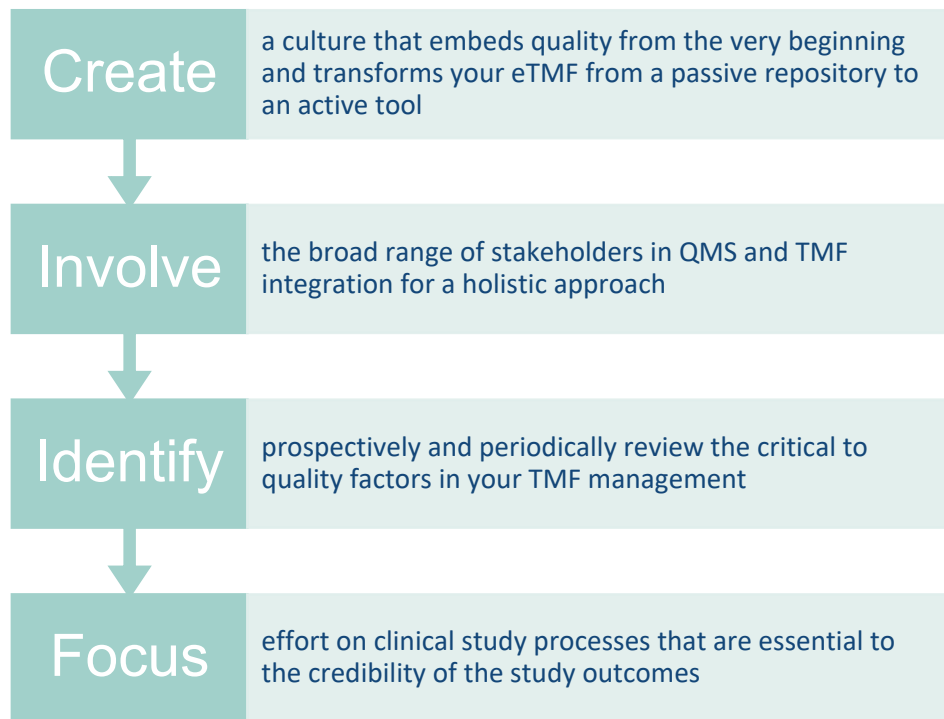 Create
a culture that embeds quality from the very beginning
and transforms your eTMF from a passive repository to
an active tool
Involve
the broad range of stakeholders in QMS and TMF
integration for a holistic approach
Identify
prospectively and periodically review the critical to
quality factors in your TMF management
Focus
effort on clinical study processes that are essential to
the credibility of the study outcomes